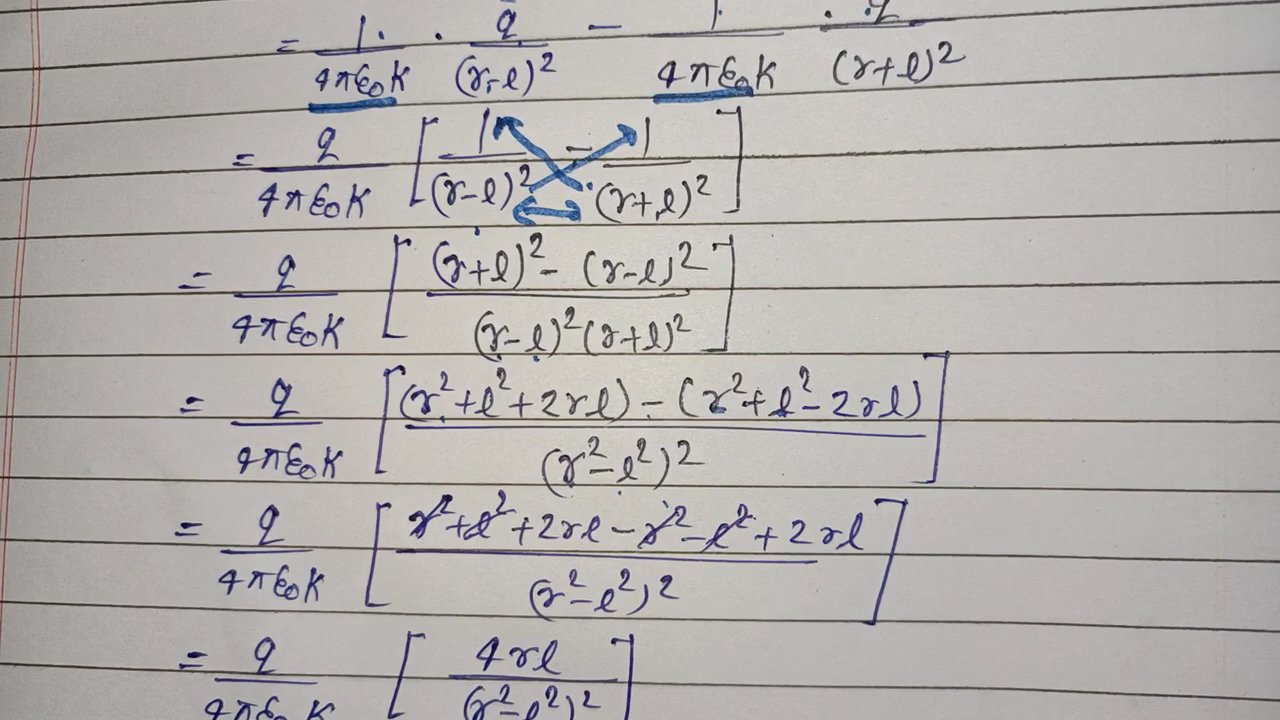 = 1/4πϵ₀K · q/(r-l)² - 1/4πϵ₀K · q/(r+l)²
= q/4πϵ₀K [1/(r-l)² - 1/(r+l)²]
= q/4πϵ₀K [(r+l)² - (r-l)² / (r-l)²(r+l)²]
= q/4πϵ₀K [(r²+l²+2rl) - (r²+l²-2rl) / (r²-l²)²]
= q/4πϵ₀K [r²+l²+2rl-r²-l²+2rl / (r²-l²)²]
= q/4πϵ₀K [4rl / (r²-l²)²]